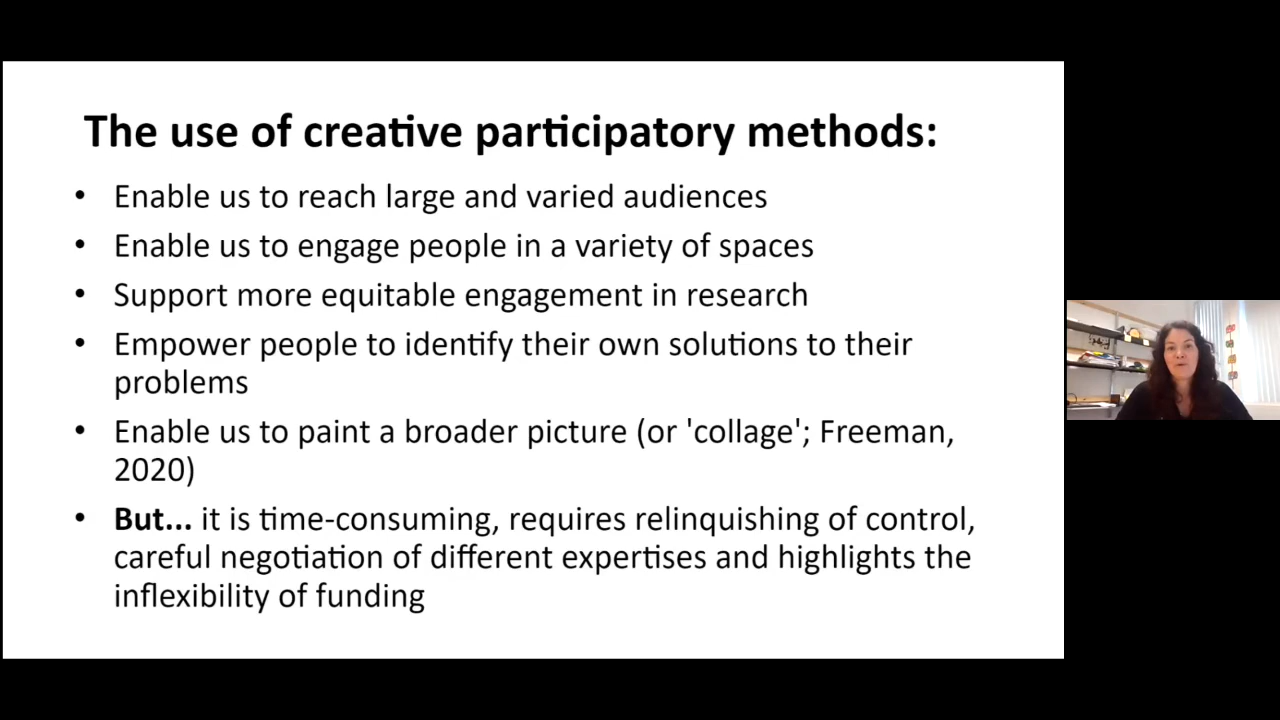 The use of creative participatory methods:
• Enable us to reach large and varied audiences
• Enable us to engage people in a variety of spaces
• Support more equitable engagement in research
• Empower people to identify their own solutions to their
problems
• Enable us to paint a broader picture (or 'collage'; Freeman,
2020)
• But... it is time-consuming, requires relinquishing of control,
careful negotiation of different expertises and highlights the
inflexibility of funding